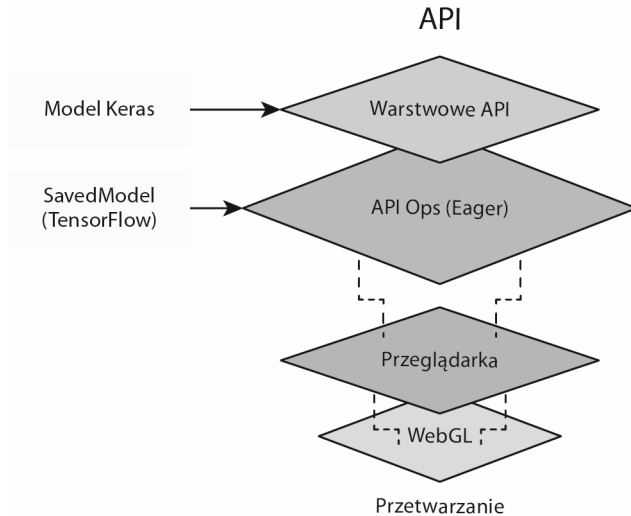 API
Model Keras
Warstwowe API
SavedModel
(TensorFlow)
API Ops (Eager)
Przeglądarka
WebGL
Przetwarzanie